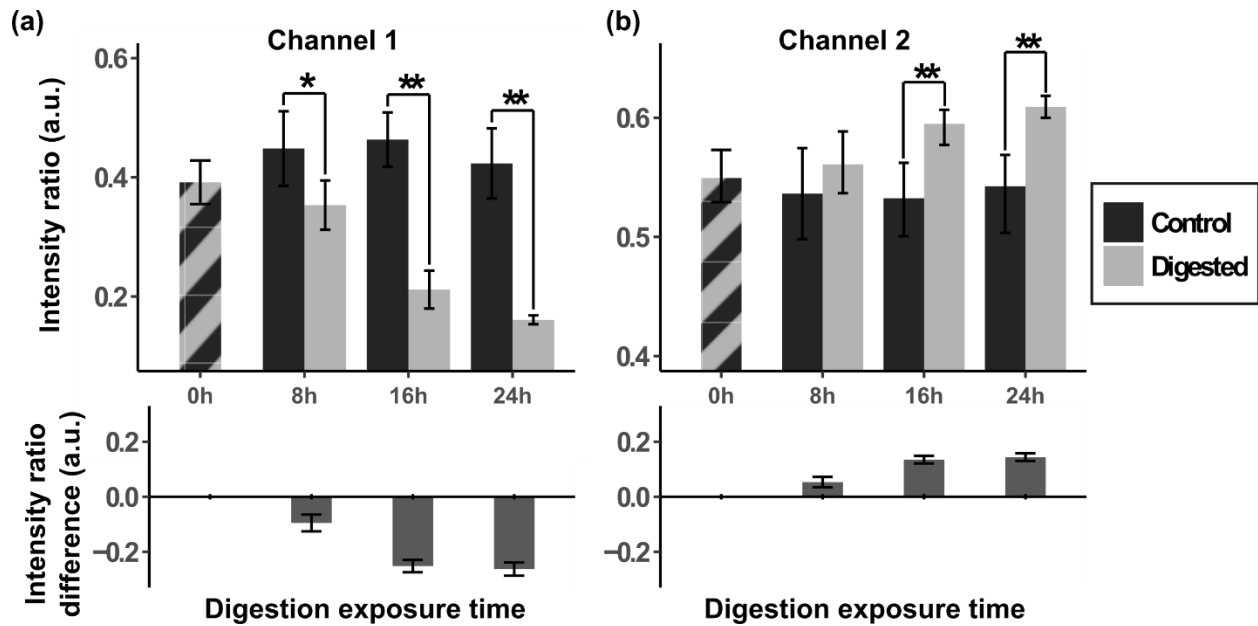 (a)
Channel 1
Intensity ratio (a.u.)
0.6
0.4
0.2
*
**
**
0h
8h
16h
24h
Intensity ratio
difference (a.u.)
0.2
0.0
−0.2
Digestion exposure time
(b)
Channel 2
0.6
0.5
0.4
**
**
0h
8h
16h
24h
0.2
0.0
−0.2
Digestion exposure time
Control
Digested